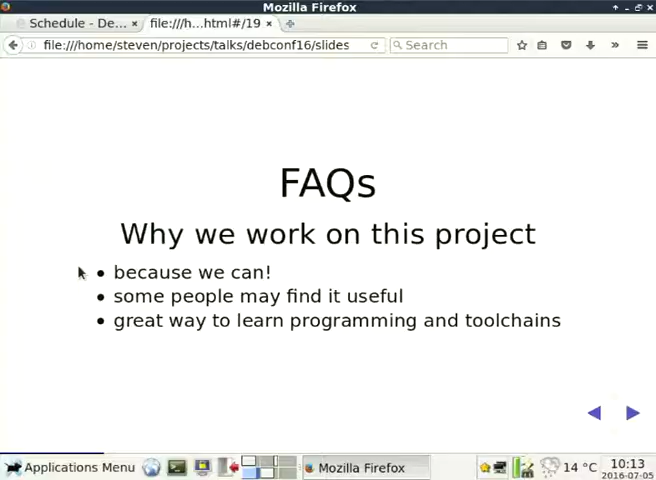 Mozilla Firefox
Schedule - De...
file:///h...html#/19
file:///home/steven/projects/talks/debconf16/slides
Search
FAQs
Why we work on this project
because we can!
some people may find it useful
great way to learn programming and toolchains
Applications Menu
Mozilla Firefox
14 °C
10:13
2016-07-05